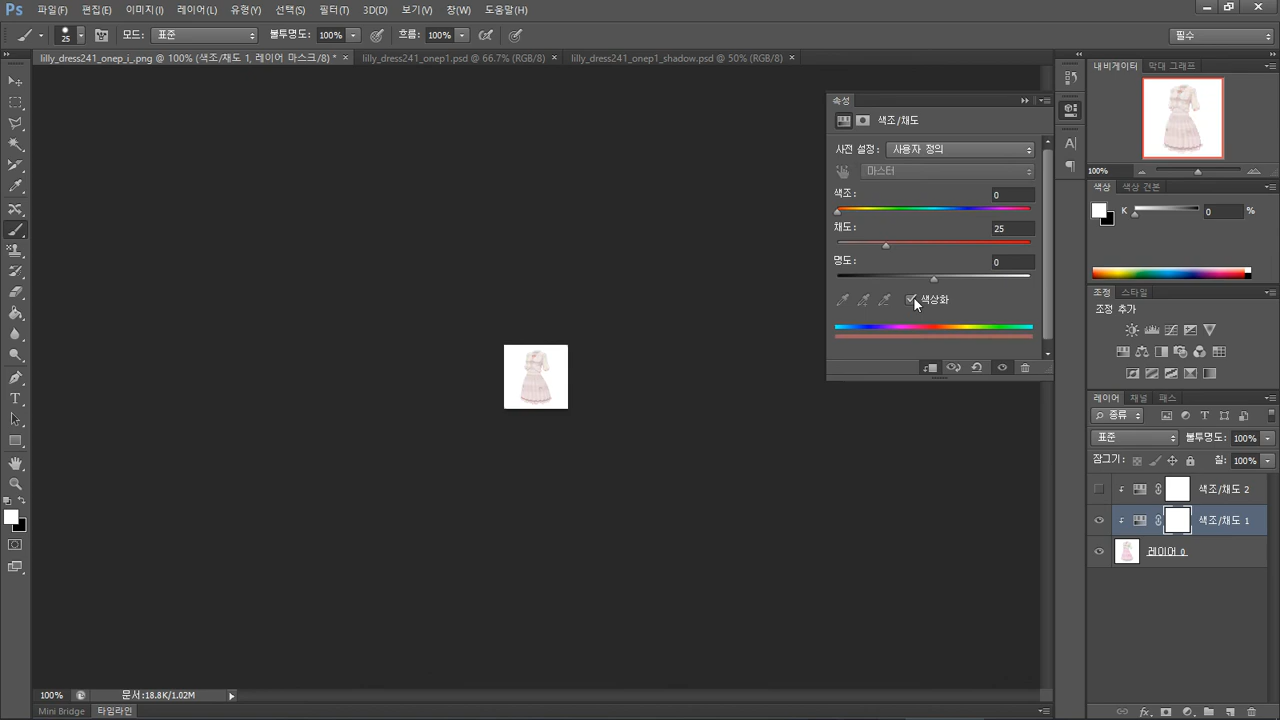 Ps 파일(F) 편집(E) 이미지(I) 레이어(L) 유형(Y) 선택(S) 필터(T) 3D(D) 보기(V) 창(W) 도움말(H)
25 모드: 표준 불투명도: 100% 흐름: 100% 필수
lilly_dress241_onep_i_.png @ 100% (색조/채도 1, 레이어 마스크/8) * × lilly_dress241_onep1.psd @ 66.7% (RGB/8) × lilly_dress241_onep1_shadow.psd @ 50% (RGB/8) ×
내비게이터 막대 그래프
속성
색조/채도
사전 설정: 사용자 정의
마스터
100%
색조: 0
색상 색상 견본
K 0 %
채도: 25
명도: 0
색상화
조정 스타일
조정 추가
레이어 채널 패스
종류
표준 불투명도: 100%
잠그기: 칠: 100%
색조/채도 2
색조/채도 1
레이어 0
100% 문서:18.8K/1.02M
Mini Bridge 타임라인